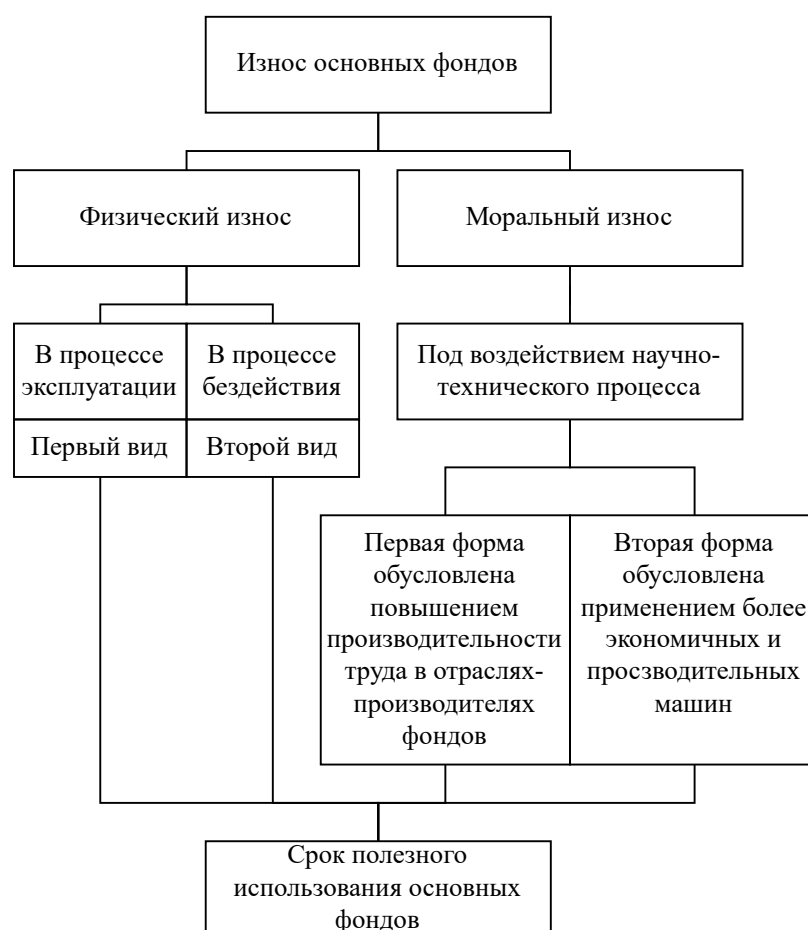 Износ основных фондов
Физический износ
Моральный износ
В процессе
эксплуатации
В процессе
бездействия
Под воздействием научно-
технического процесса
Первый вид
Второй вид
Первая форма
обусловлена
повышением
производительности
труда в отраслях-
производителях
фондов
Вторая форма
обусловлена
применением более
экономичных и
просзводительных
машин
Срок полезного
использования основных
фондов